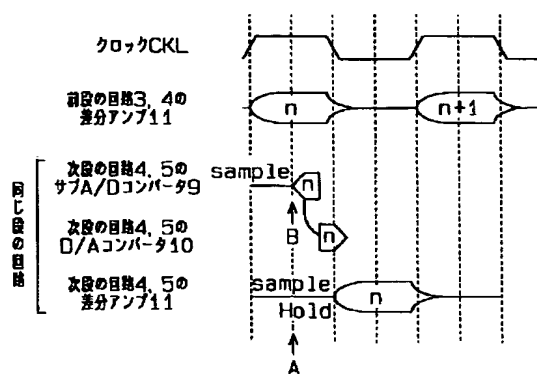 クロックCKL
前段の回路3, 4の
差分アンプ11
n
n+1
次段の回路4, 5の
サブA/Dコンバータ9
sample
n
次段の回路4, 5の
D/Aコンバータ10
B
n
同じ段の回路
次段の回路4, 5の
差分アンプ11
sample
Hold
n
A